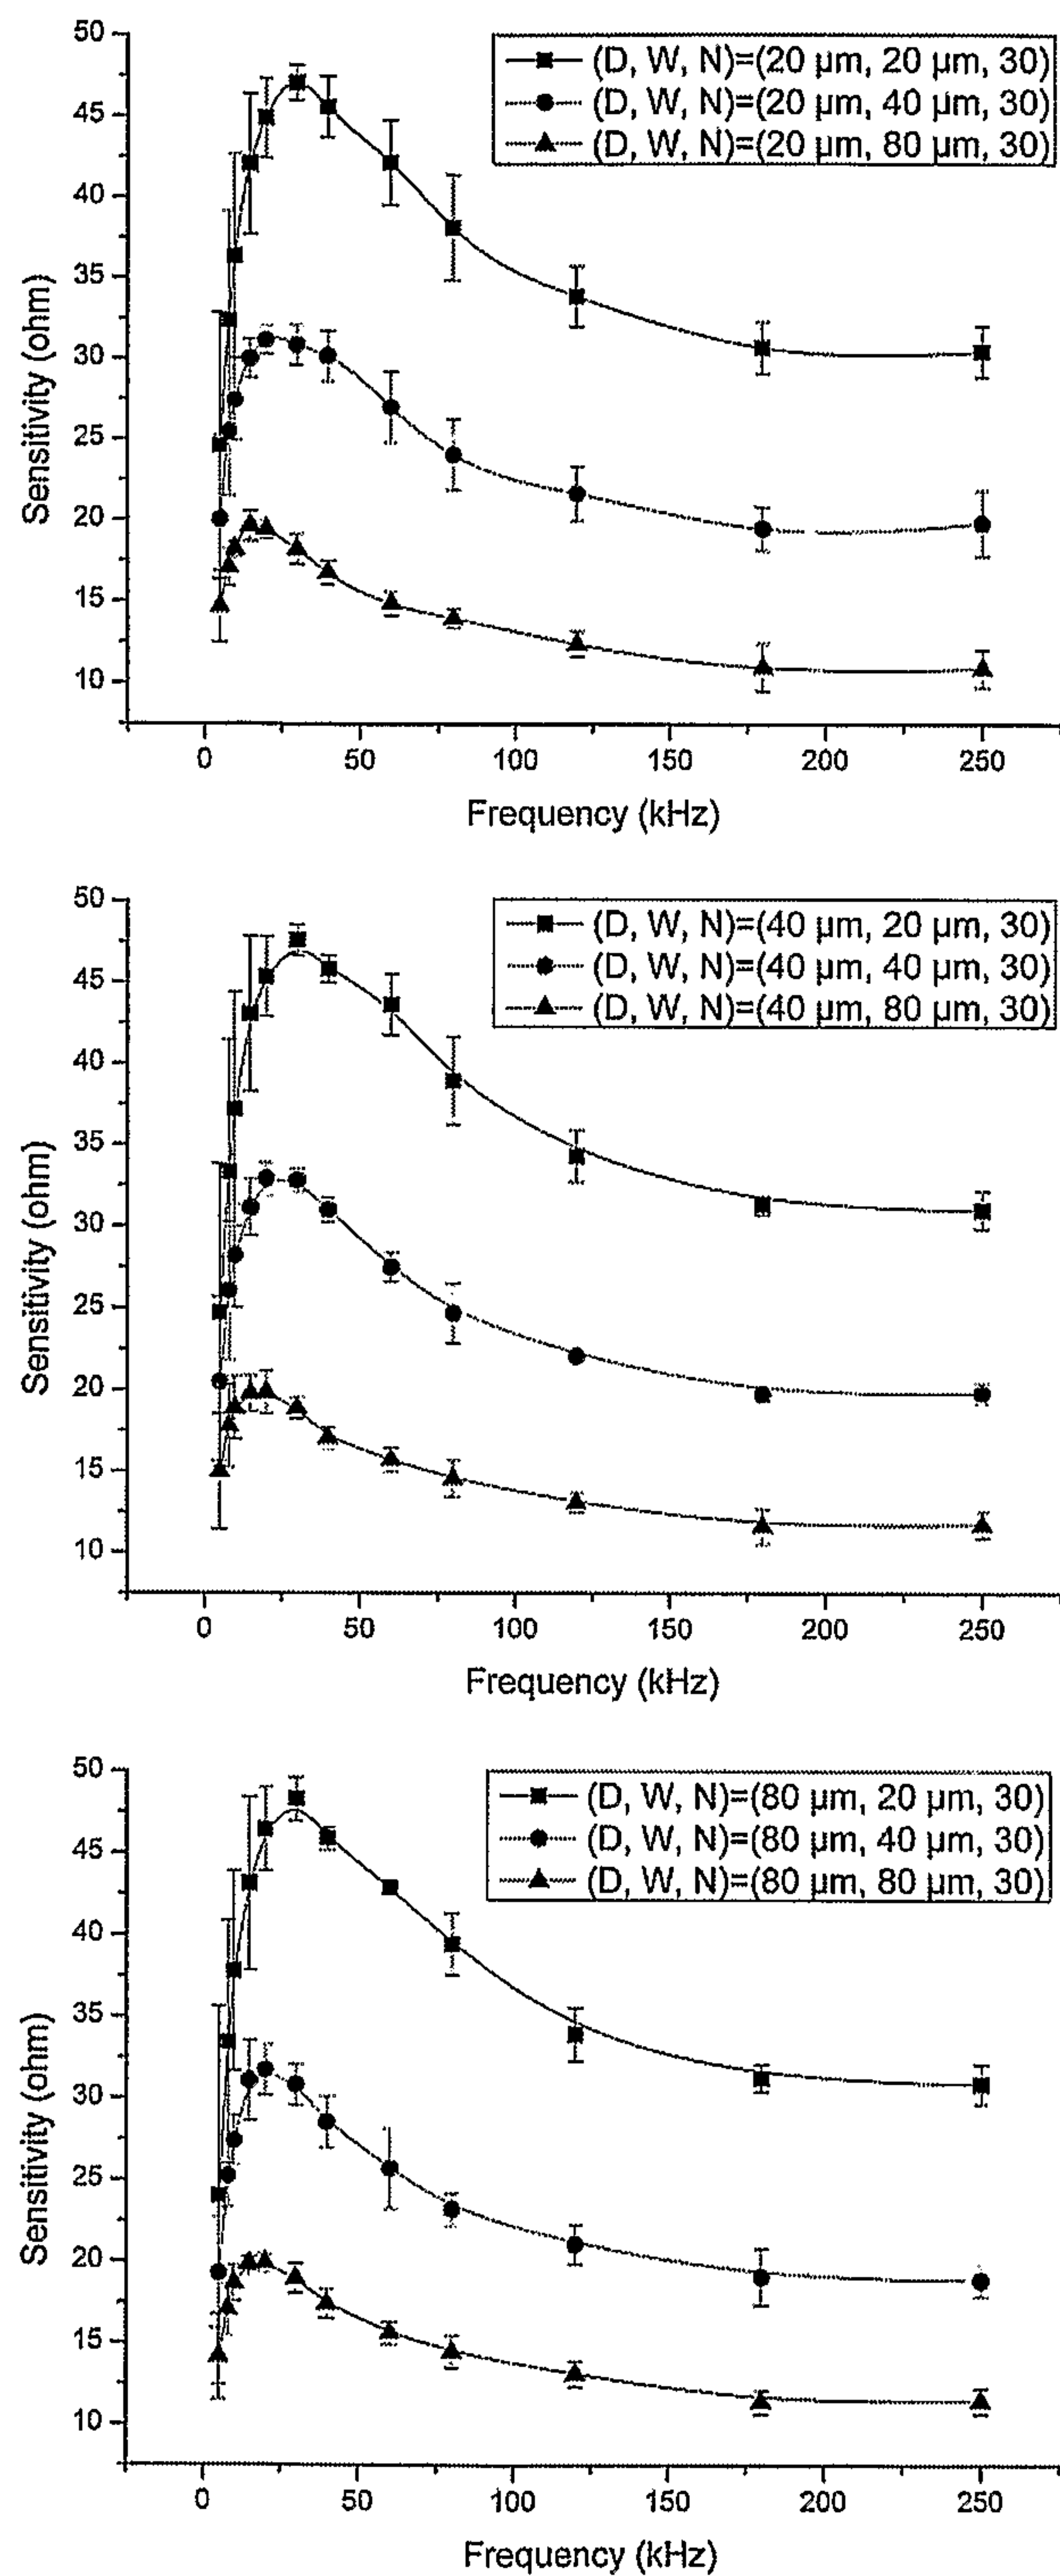 50
45
40
35
30
25
20
15
10
Sensitivity (ohm)
(D, W, N)=(20 µm, 20 µm, 30)
(D, W, N)=(20 µm, 40 µm, 30)
(D, W, N)=(20 µm, 80 µm, 30)
0 50 100 150 200 250
Frequency (kHz)
50
45
40
35
30
25
20
15
10
Sensitivity (ohm)
(D, W, N)=(40 µm, 20 µm, 30)
(D, W, N)=(40 µm, 40 µm, 30)
(D, W, N)=(40 µm, 80 µm, 30)
0 50 100 150 200 250
Frequency (kHz)
50
45
40
35
30
25
20
15
10
Sensitivity (ohm)
(D, W, N)=(80 µm, 20 µm, 30)
(D, W, N)=(80 µm, 40 µm, 30)
(D, W, N)=(80 µm, 80 µm, 30)
0 50 100 150 200 250
Frequency (kHz)